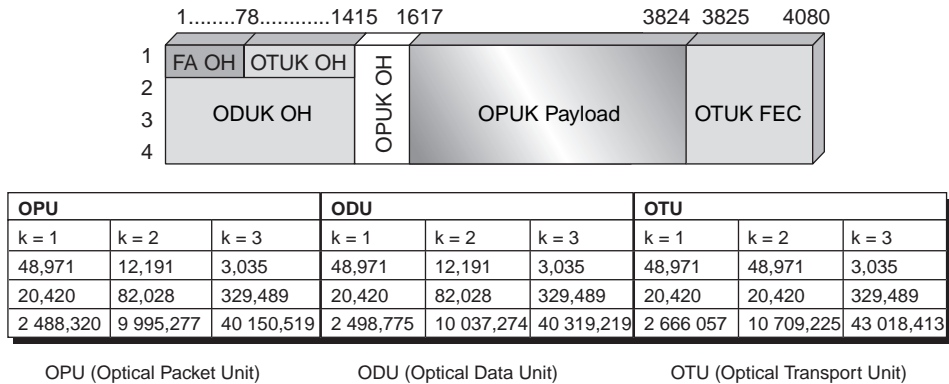 1........78............1415 1617 3824 3825 4080
1 FA OH OTUK OH
2
3
4
ODUK OH
OPUK OH
OPUK Payload
OTUK FEC
OPU ODU OTU
k = 1 k = 2 k = 3 k = 1 k = 2 k = 3 k = 1 k = 2 k = 3
48,971 12,191 3,035 48,971 12,191 3,035 48,971 48,971 3,035
20,420 82,028 329,489 20,420 82,028 329,489 20,420 20,420 329,489
2 488,320 9 995,277 40 150,519 2 498,775 10 037,274 40 319,219 2 666 057 10 709,225 43 018,413
OPU (Optical Packet Unit) ODU (Optical Data Unit) OTU (Optical Transport Unit)